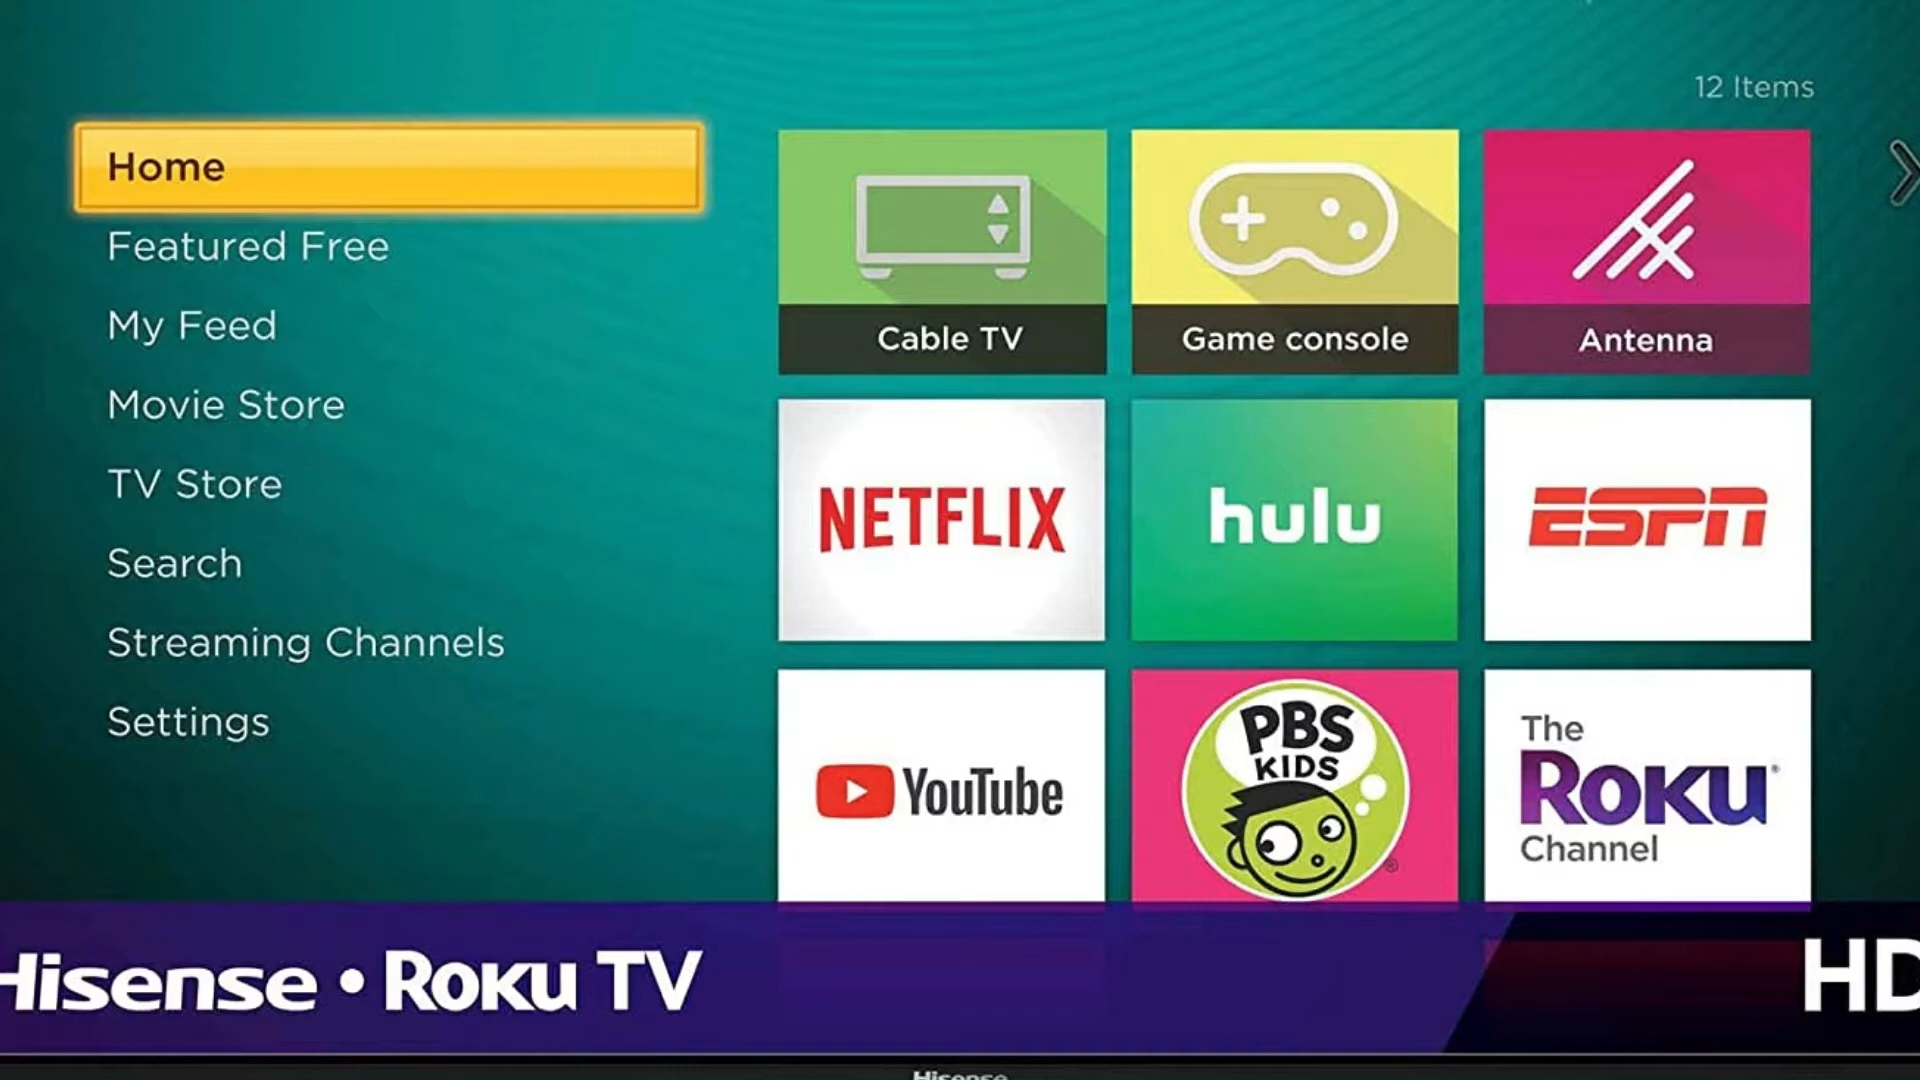 12 Items
Home
Featured Free
My Feed
Movie Store
TV Store
Search
Streaming Channels
Settings
Cable TV
Game console
Antenna
NETFLIX
hulu
ESPN
YouTube
PBS
KIDS
®
The
ROKU®
Channel
Hisense • ROKU TV
HD
Hisense